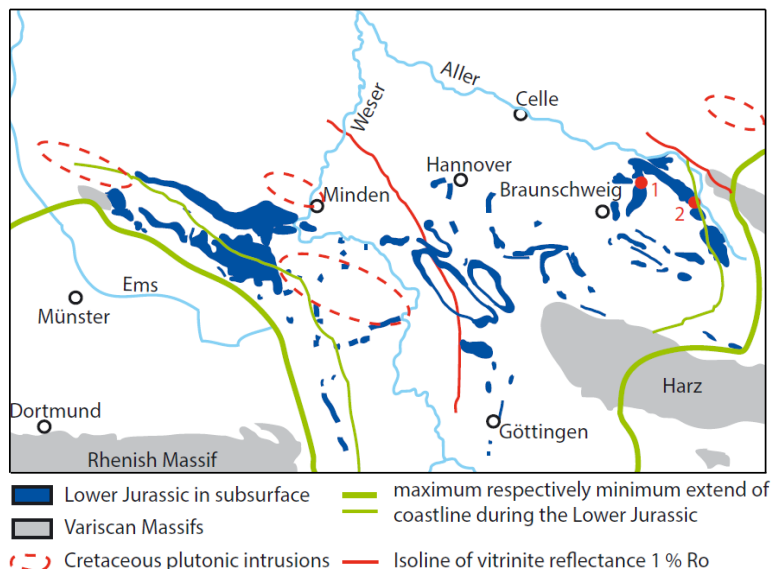 Aller
Celle
Weser
Hannover
Braunschweig
1
Minden
2
Ems
Münster
Harz
Dortmund
Göttingen
Rhenish Massif
Lower Jurassic in subsurface
maximum respectively minimum extend of
coastline during the Lower Jurassic
Variscan Massifs
Cretaceous plutonic intrusions
Isoline of vitrinite reflectance 1 % Ro